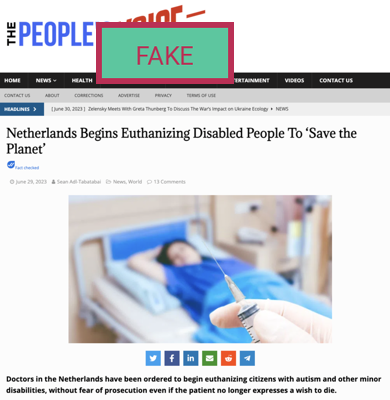 THE PEOPLE
FAKE
HOME NEWS HEALTH ERTAINMENT VIDEOS CONTACT US
CONTACT US ABOUT CORRECTIONS ADVERTISE PRIVACY TERMS OF USE
HEADLINES [ June 30, 2023 ] Zelensky Meets With Greta Thunberg To Discuss The War's Impact on Ukraine Ecology NEWS
Netherlands Begins Euthanizing Disabled People To ‘Save the
Planet’
Fact checked
June 29, 2023 Sean Adl-Tabatabai News, World 13 Comments
Doctors in the Netherlands have been ordered to begin euthanizing citizens with autism and other minor
disabilities, without fear of prosecution even if the patient no longer expresses a wish to die.